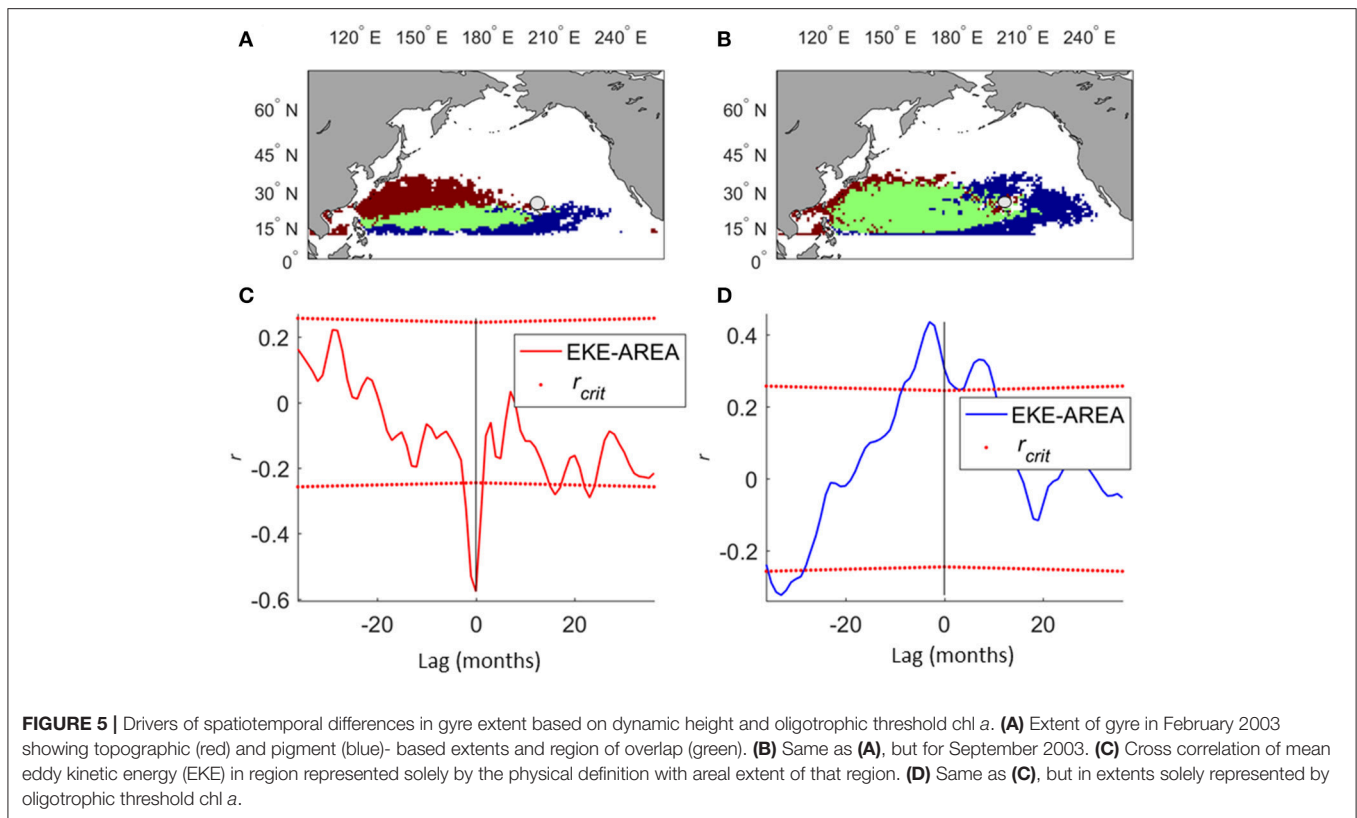 A
120° E 150° E 180° E 210° E 240° E
60° N
45° N
30° N
15° N
0°
B
120° E 150° E 180° E 210° E 240° E
60° N
45° N
30° N
15° N
0°
C
0.2
0
-0.2
-0.4
-0.6
r
EKE-AREA
r crit
-20 0 20
Lag (months)
D
0.4
0.2
0
-0.2
r
EKE-AREA
r crit
-20 0 20
Lag (months)
FIGURE 5 | Drivers of spatiotemporal differences in gyre extent based on dynamic height and oligotrophic threshold chl a. (A) Extent of gyre in February 2003
showing topographic (red) and pigment (blue)- based extents and region of overlap (green). (B) Same as (A), but for September 2003. (C) Cross correlation of mean
eddy kinetic energy (EKE) in region represented solely by the physical definition with areal extent of that region. (D) Same as (C), but in extents solely represented by
oligotrophic threshold chl a.